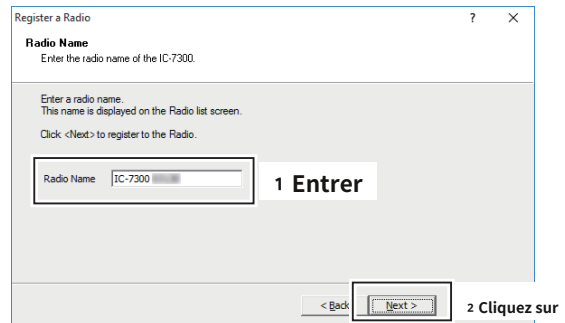 Register a Radio ? X
Radio Name
Enter the radio name of the IC-7300.
Enter a radio name.
This name is displayed on the Radio list screen.
Click <Next> to register to the Radio.
Radio Name IC-7300
1 Entrer
< Back Next > 2 Cliquez sur